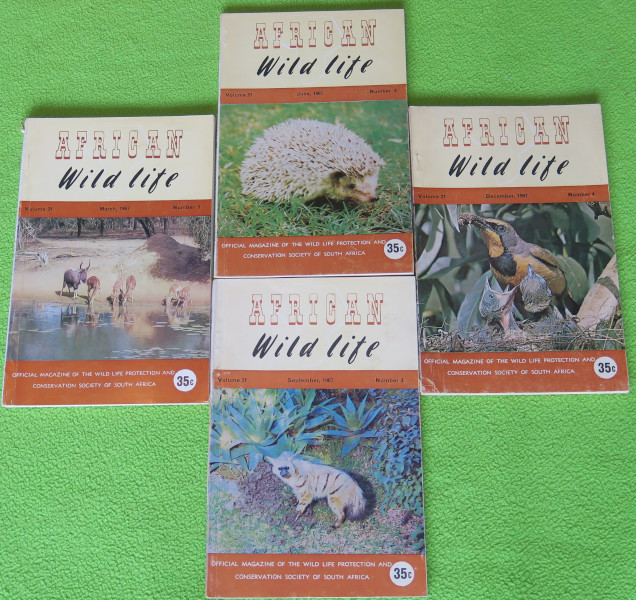 AFRICAN
Wild life
Volume 21 June, 1967 Number 2
OFFICIAL MAGAZINE OF THE WILD LIFE PROTECTION AND
CONSERVATION SOCIETY OF SOUTH AFRICA
35c
AFRICAN
Wild life
Volume 21 March, 1967 Number 1
OFFICIAL MAGAZINE OF THE WILD LIFE PROTECTION AND
CONSERVATION SOCIETY OF SOUTH AFRICA
35c
AFRICAN
Wild life
Volume 21 December, 1967 Number 4
OFFICIAL MAGAZINE OF THE WILD LIFE PROTECTION AND
CONSERVATION SOCIETY OF SOUTH AFRICA
35c
AFRICAN
Wild life
Volume 21 September, 1967 Number 3
OFFICIAL MAGAZINE OF THE WILD LIFE PROTECTION AND
CONSERVATION SOCIETY OF SOUTH AFRICA
35c